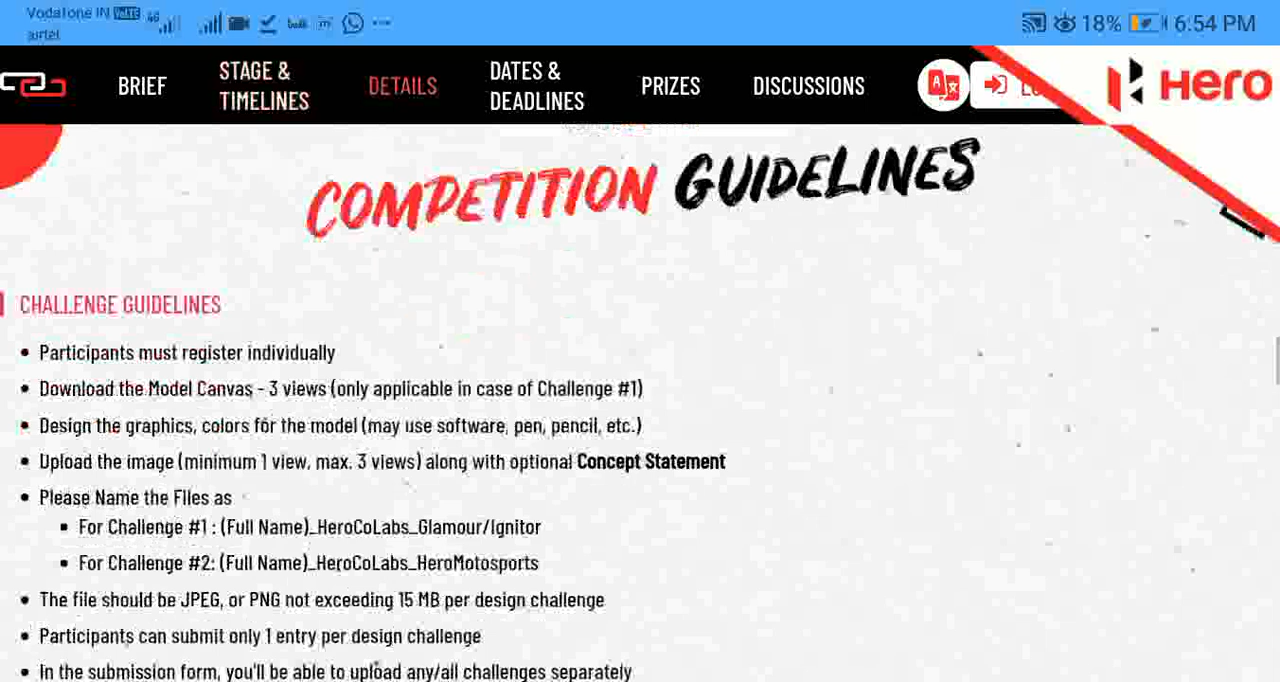 Vodafone IN VoLTE 4G
airtel
18% 6:54 PM
BRIEF
STAGE &
TIMELINES
DETAILS
DATES &
DEADLINES
PRIZES
DISCUSSIONS
A
Hero
COMPETITION GUIDELINES
CHALLENGE GUIDELINES
• Participants must register individually
• Download the Model Canvas - 3 views (only applicable in case of Challenge #1)
• Design the graphics, colors for the model (may use software, pen, pencil, etc.)
• Upload the image (minimum 1 view, max. 3 views) along with optional Concept Statement
• Please Name the Files as
▪ For Challenge #1 : (Full Name)_HeroCoLabs_Glamour/Ignitor
▪ For Challenge #2: (Full Name)_HeroCoLabs_HeroMotosports
• The file should be JPEG, or PNG not exceeding 15 MB per design challenge
• Participants can submit only 1 entry per design challenge
• In the submission form, you'll be able to upload any/all challenges separately